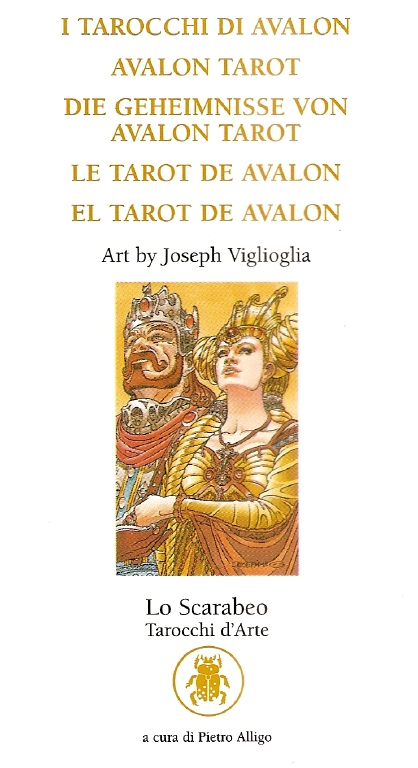 I TAROCCHI DI AVALON
AVALON TAROT
DIE GEHEIMNISSE VON
AVALON TAROT
LE TAROT DE AVALON
EL TAROT DE AVALON
Art by Joseph Viglioglia
Lo Scarabeo
Tarocchi d'Arte
a cura di Pietro Alligo